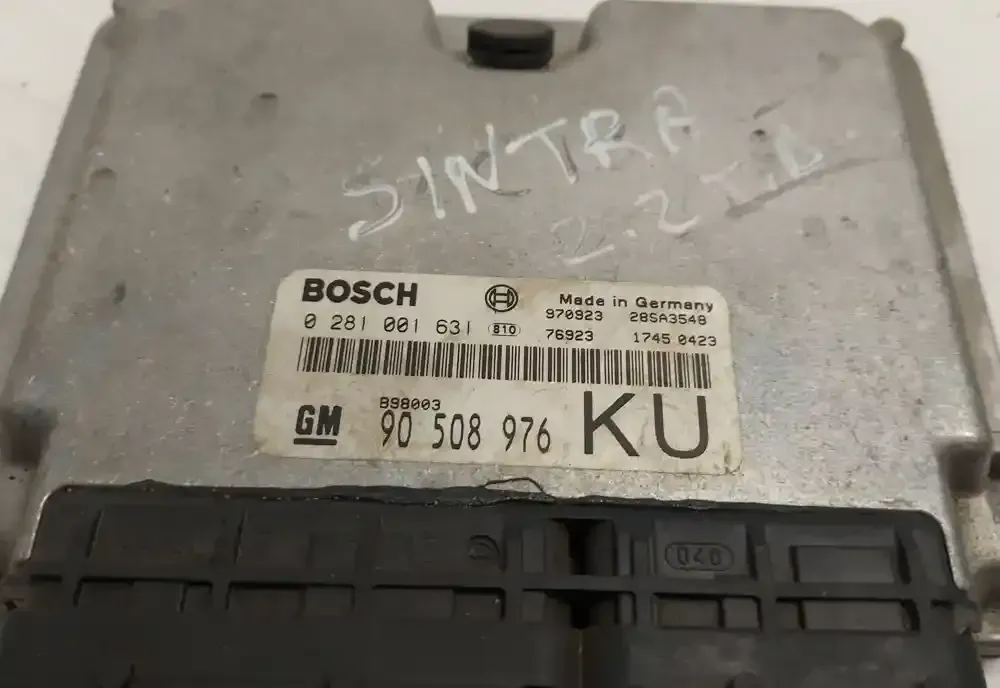 SINTRA
2.2 T.D
BOSCH
Made in Germany
970923 28SA3548
0 281 001 631 810
76923 1745 0423
B98003
GM 90 508 976 KU
040